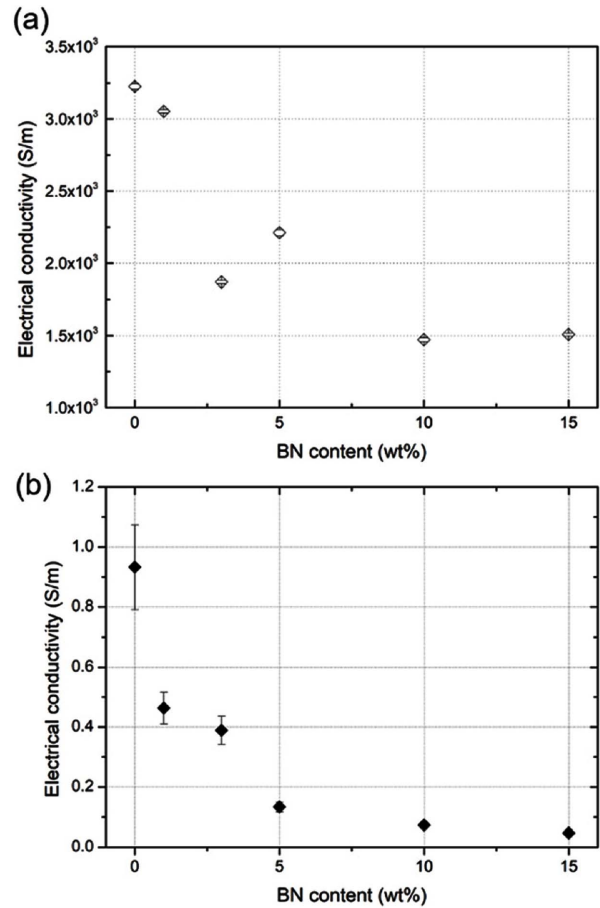 (a)
3.5x10³
3.0x10³
2.5x10³
2.0x10³
1.5x10³
1.0x10³
Electrical conductivity (S/m)
0 5 10 15
BN content (wt%)
(b)
1.2
1.0
0.8
0.6
0.4
0.2
0.0
Electrical conductivity (S/m)
0 5 10 15
BN content (wt%)